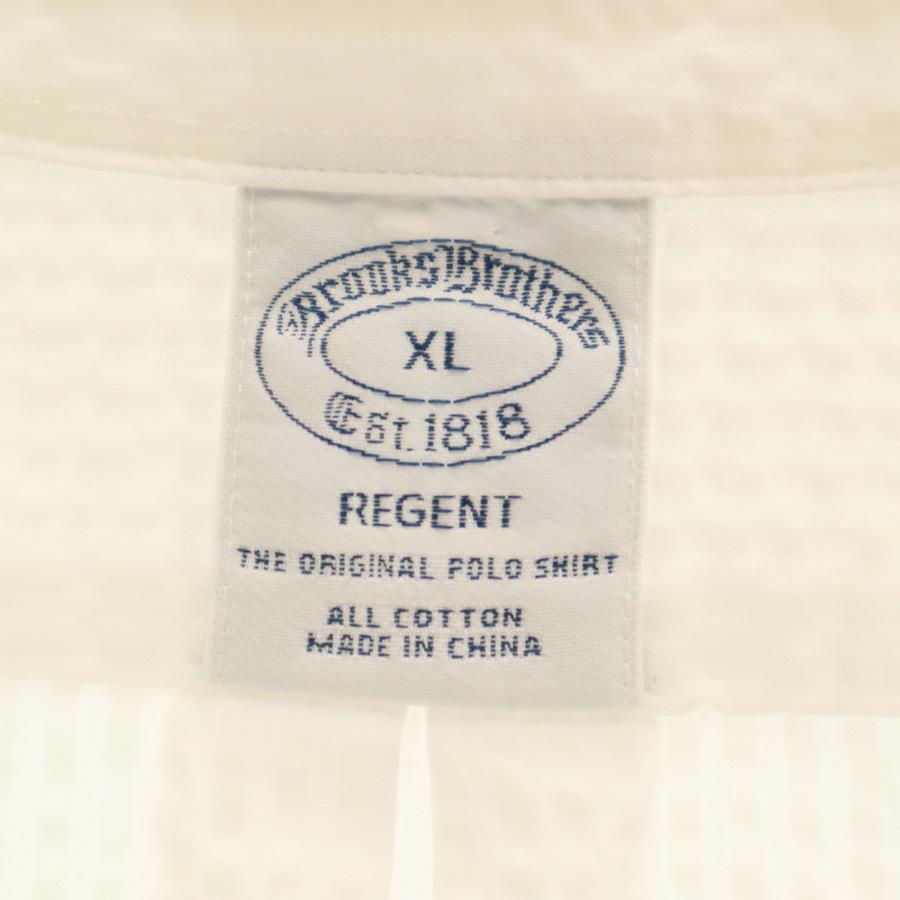 ®Brooks Brothers
XL
Est. 1818
REGENT
THE ORIGINAL POLO SHIRT
ALL COTTON
MADE IN CHINA